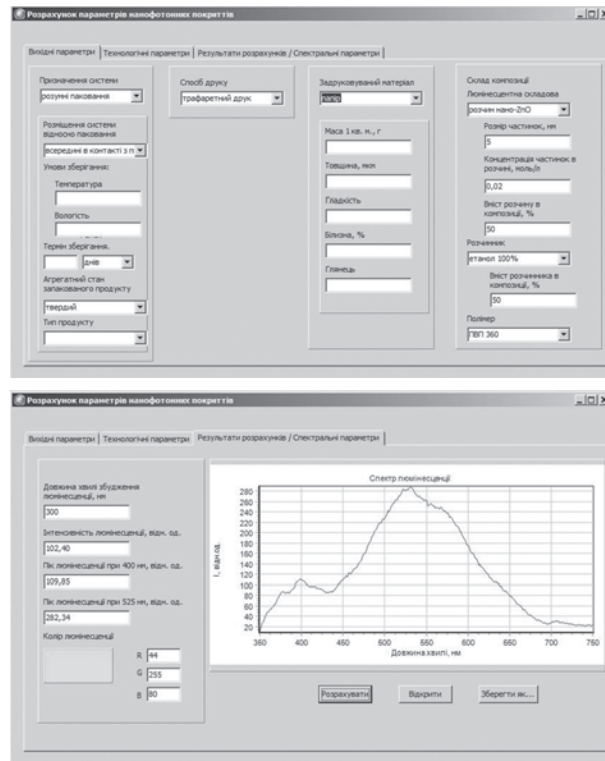 Розрахунок параметрів нанофотонних покриттів
Вихідні параметри
Технологічні параметри
Результати розрахунків / Спектральні параметри
Призначення системи
розумні паковання
Розміщення системи
відносно паковання
всередині в контакті з п
Умови зберігання:
Температура
Вологість
Термін зберігання.
днів
Агрегатний стан
запакованого продукту
твердий
Тип продукту
Спосіб друку
трафаретний друк
Задруковуваний матеріал
папір
Маса 1 кв. м., г
Товщина, мкм
Гладкість
Білизна, %
Глянець
Склад композиції
Люмінесцентна складова
розчин нано-ZnO
Розмір частинок, нм
5
Концентрація частинок в
розчині, моль/л
0,02
Вміст розчину в
композиції, %
50
Розчинник
етанол 100%
Вміст розчинника в
композиції, %
50
Полімер
ПВП 360
Розрахунок параметрів нанофотонних покриттів
Вихідні параметри
Технологічні параметри
Результати розрахунків / Спектральні параметри
Довжина хвилі збудження
люмінесценції, нм
300
Інтенсивність люмінесценції, відн. од.
102,40
Пік люмінесценції при 400 нм, відн. од.
109,85
Пік люмінесценції при 525 нм, відн. од.
282,34
Колір люмінесценції
R 44
G 255
B 80
Спектр люмінесценції
I, відн.од.
280
260
240
220
200
180
160
140
120
100
80
60
40
20
360 400 450 500 550 600 650 700 750
Довжина хвилі, нм
Розрахувати
Відкрити
Зберегти як...